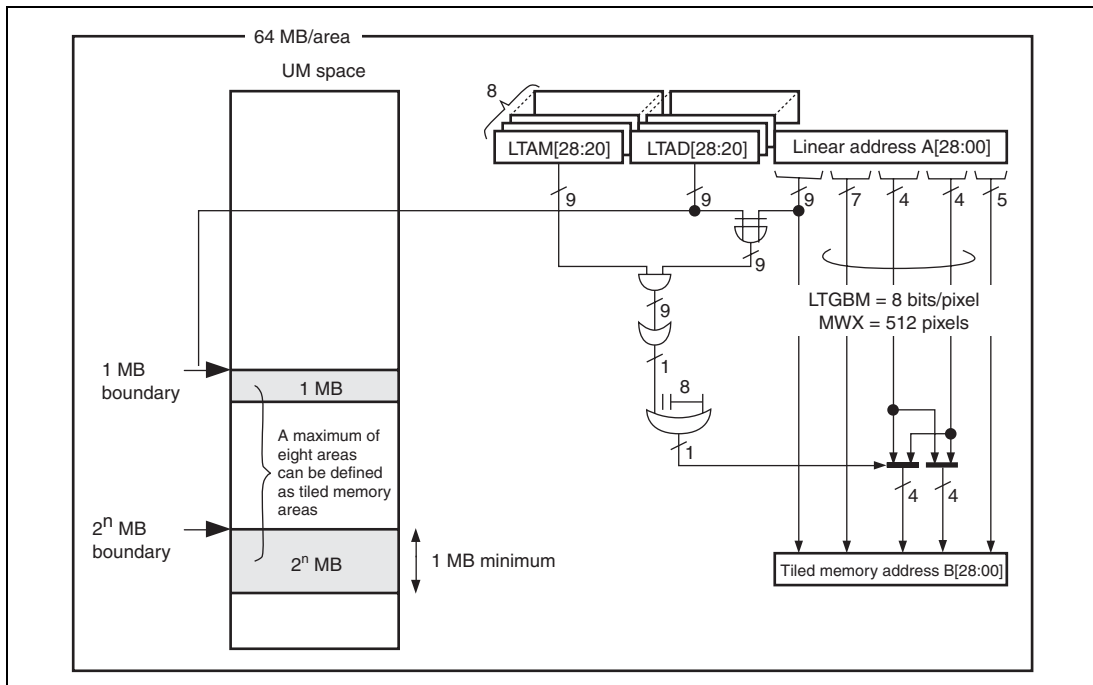 64 MB/area
UM space
8
LTAM[28:20]
LTAD[28:20]
Linear address A[28:00]
9
9
9
7
4
4
5
9
LTGBM = 8 bits/pixel
MWX = 512 pixels
9
1
8
1
4
4
1 MB
boundary
1 MB
A maximum of
eight areas
can be defined
as tiled memory
areas
2n MB
boundary
2n MB
1 MB minimum
Tiled memory address B[28:00]